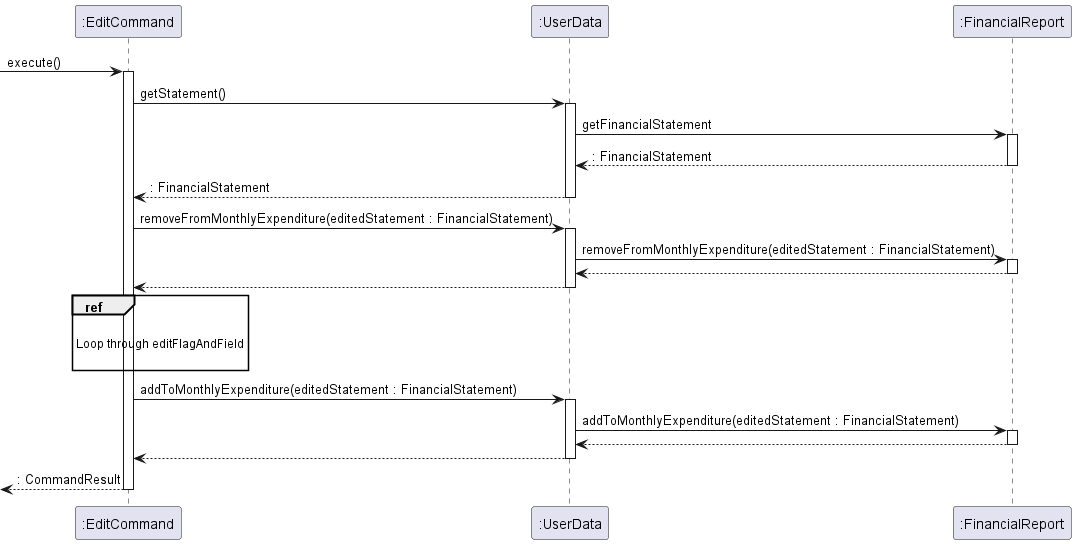 :EditCommand
:UserData
:FinancialReport
execute()
getStatement()
getFinancialStatement
: FinancialStatement
: FinancialStatement
removeFromMonthlyExpenditure(editedStatement : FinancialStatement)
removeFromMonthlyExpenditure(editedStatement : FinancialStatement)
ref
Loop through editFlagAndField
addToMonthlyExpenditure(editedStatement : FinancialStatement)
addToMonthlyExpenditure(editedStatement : FinancialStatement)
: CommandResult
:EditCommand
:UserData
:FinancialReport